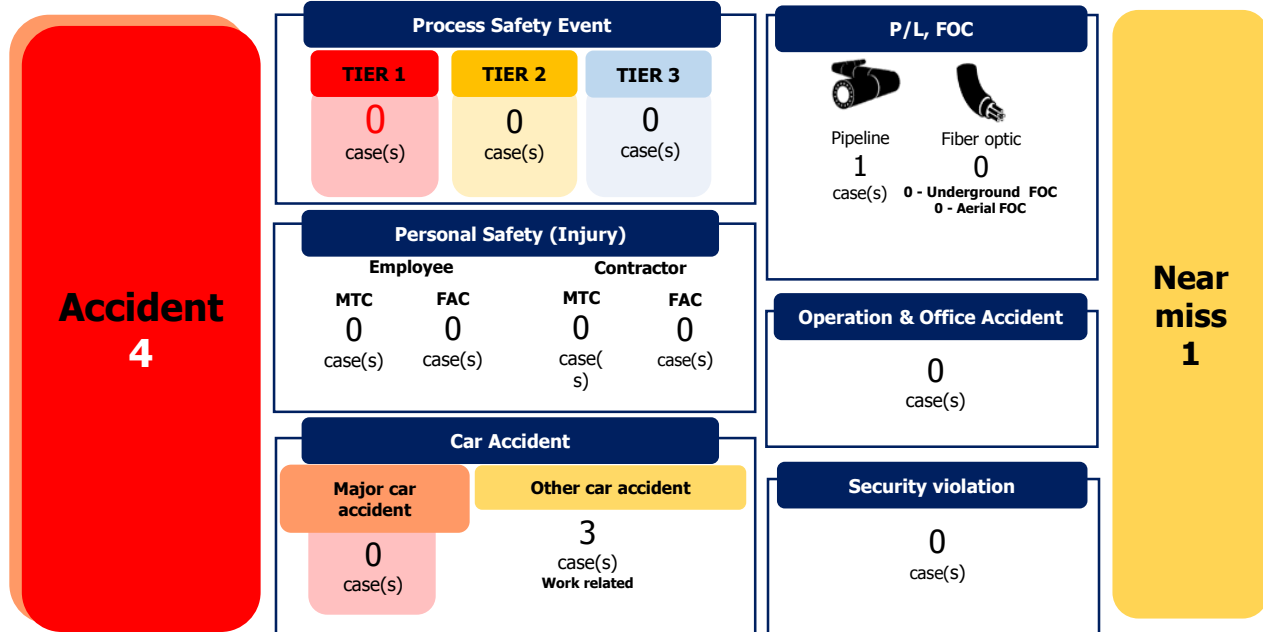 Accident
4
Process Safety Event
TIER 1
TIER 2
TIER 3
0
case(s)
0
case(s)
0
case(s)
Personal Safety (Injury)
Employee
Contractor
MTC
0
case(s)
FAC
0
case(s)
MTC
0
case(
s)
FAC
0
case(s)
Car Accident
Major car
accident
0
case(s)
Other car accident
3
case(s)
Work related
P/L, FOC
Pipeline
1
case(s)
Fiber optic
0
0 - Underground FOC
0 - Aerial FOC
Operation & Office Accident
0
case(s)
Security violation
0
case(s)
Near
miss
1